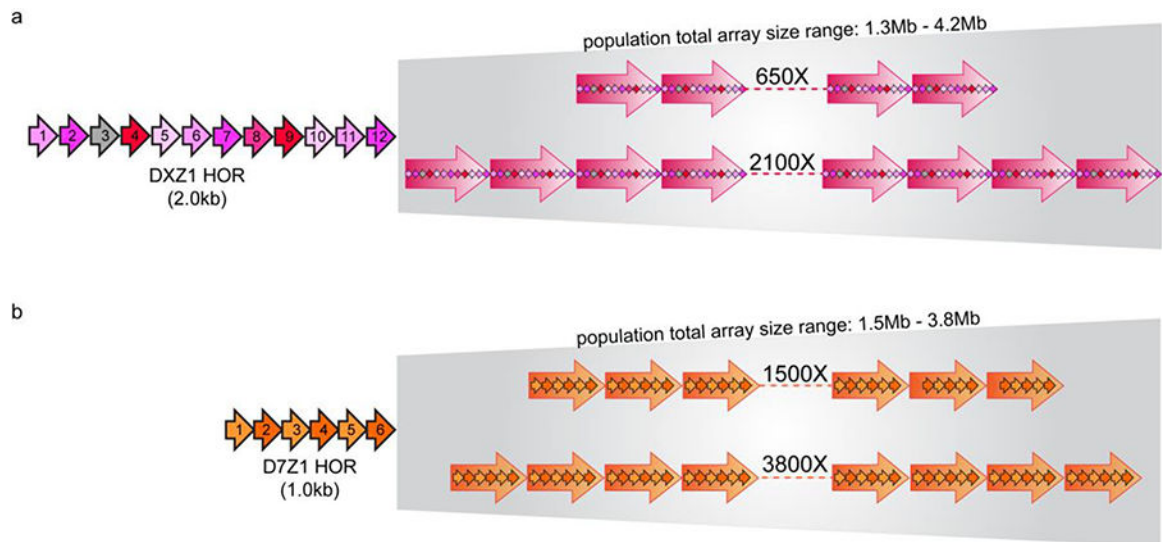 a
population total array size range: 1.3Mb - 4.2Mb
650X
1 2 3 4 5 6 7 8 9 10 11 12
DXZ1 HOR
(2.0kb)
2100X
b
population total array size range: 1.5Mb - 3.8Mb
1500X
1 2 3 4 5 6
D7Z1 HOR
(1.0kb)
3800X